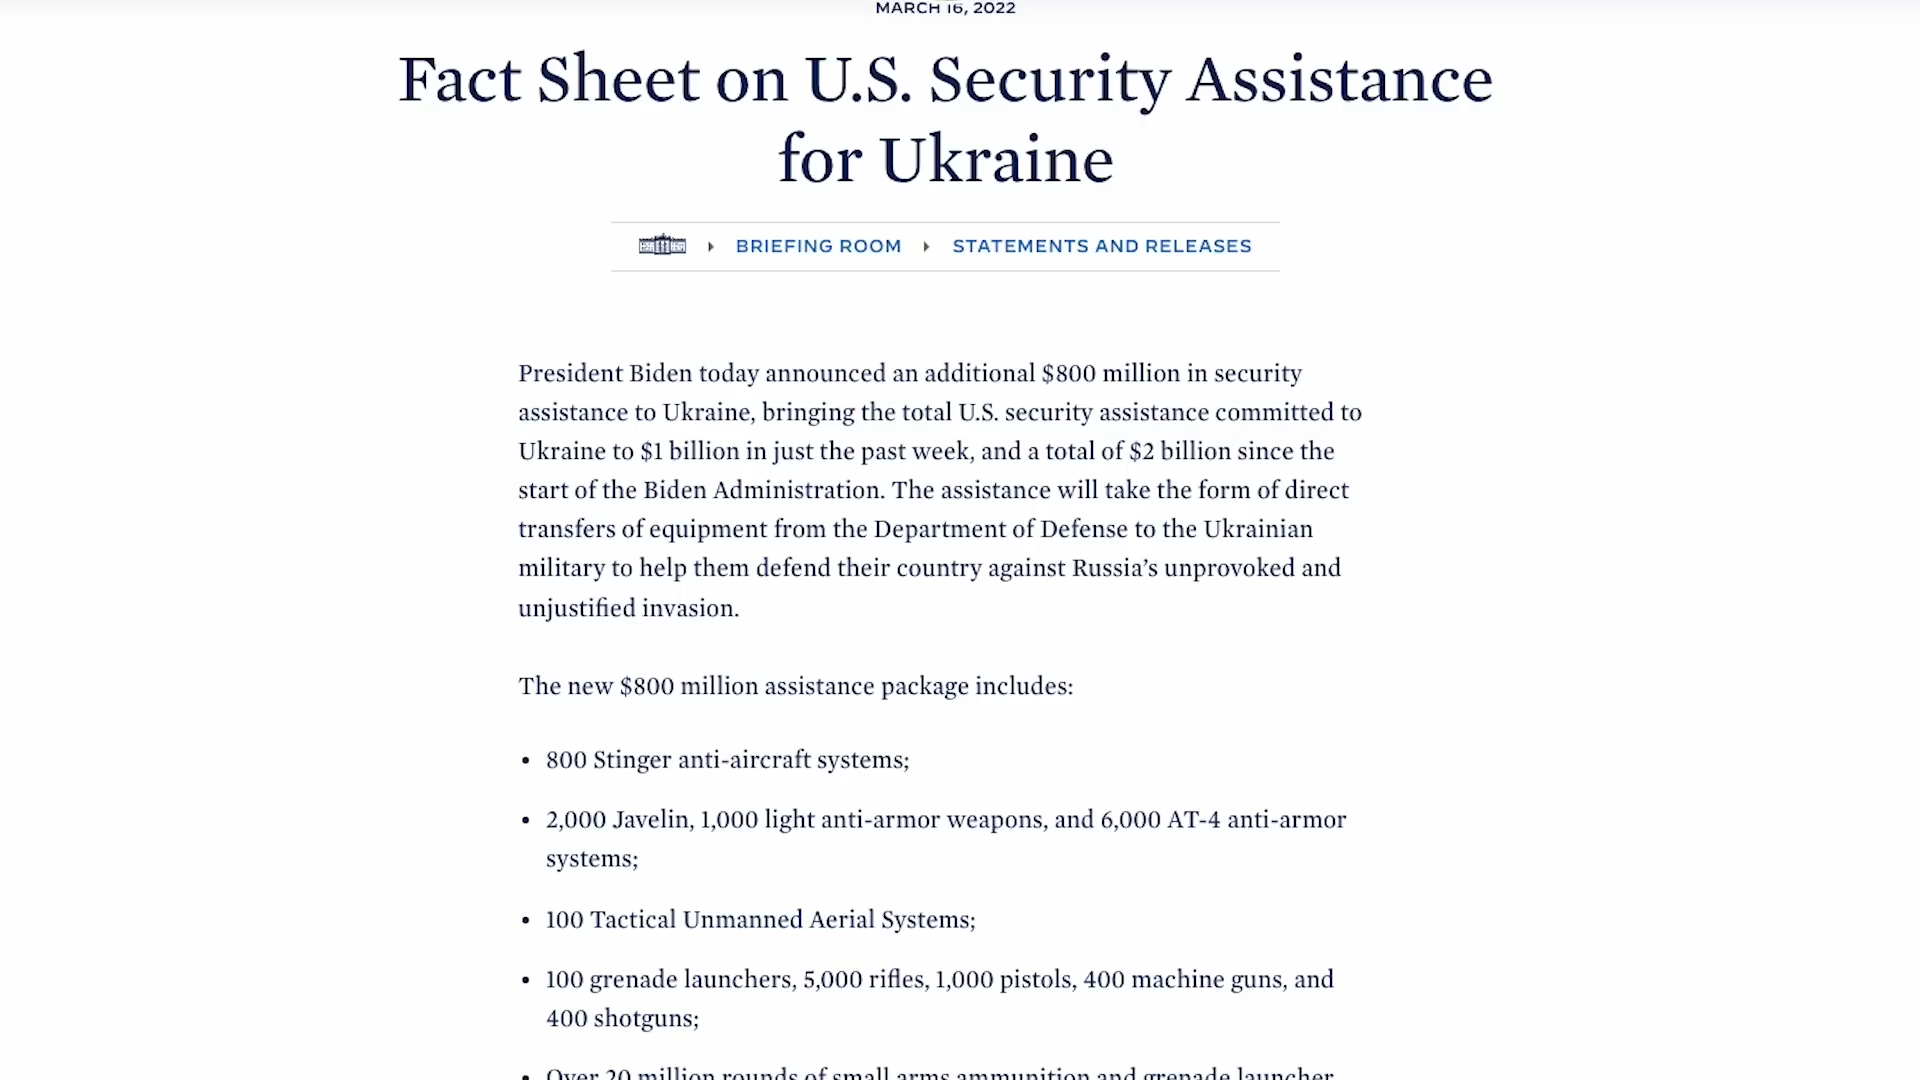 MARCH 16, 2022
Fact Sheet on U.S. Security Assistance
for Ukraine
BRIEFING ROOM STATEMENTS AND RELEASES
President Biden today announced an additional $800 million in security
assistance to Ukraine, bringing the total U.S. security assistance committed to
Ukraine to $1 billion in just the past week, and a total of $2 billion since the
start of the Biden Administration. The assistance will take the form of direct
transfers of equipment from the Department of Defense to the Ukrainian
military to help them defend their country against Russia’s unprovoked and
unjustified invasion.
The new $800 million assistance package includes:
• 800 Stinger anti-aircraft systems;
• 2,000 Javelin, 1,000 light anti-armor weapons, and 6,000 AT-4 anti-armor
systems;
• 100 Tactical Unmanned Aerial Systems;
• 100 grenade launchers, 5,000 rifles, 1,000 pistols, 400 machine guns, and
400 shotguns;
• Over 20 million rounds of small arms ammunition and grenade launcher